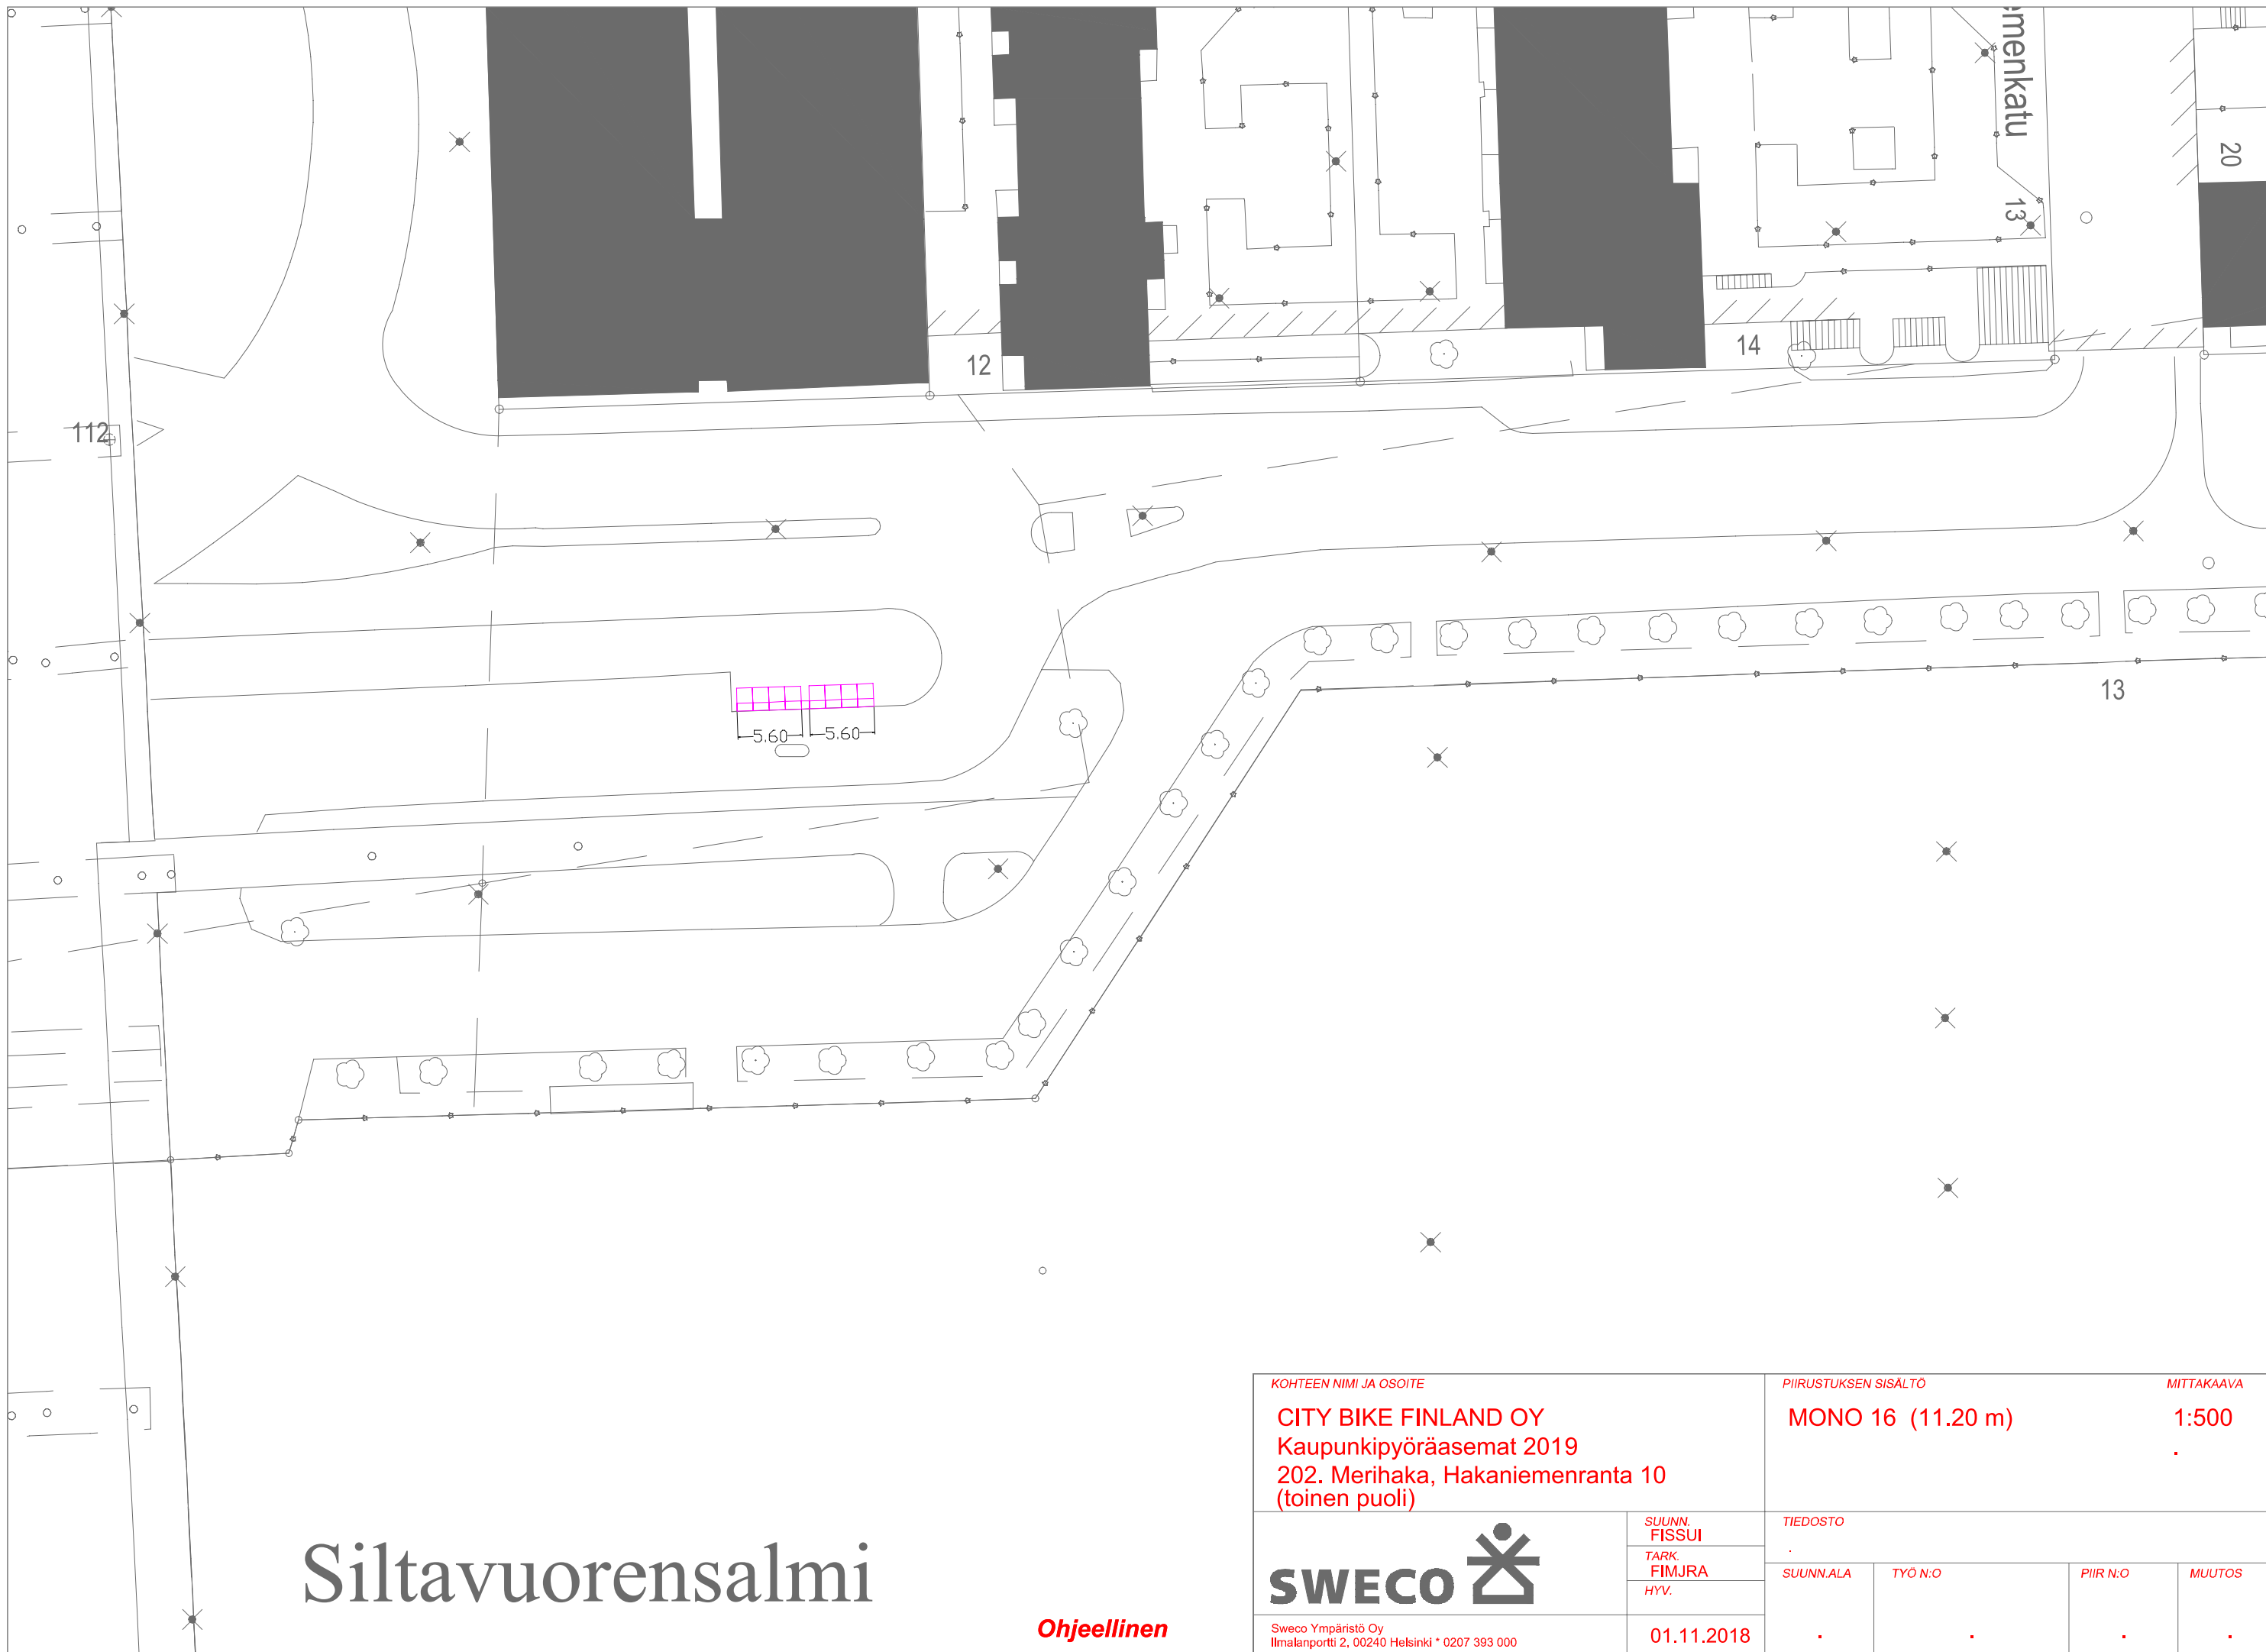 emenkatu
13
20
12
14
112
13
5.60
5.60
Siltavuorensalmi
Ohjeellinen
KOHTEEN NIMI JA OSOITE
CITY BIKE FINLAND OY
Kaupunkipyöräasemat 2019
202. Merihaka, Hakaniemenranta 10
(toinen puoli)
PIIRUSTUKSEN SISÄLTÖ
MITTAKAAVA
MONO 16 (11.20 m)
1:500
.
SWECO
SUUNN.
FISSUI
TARK.
FIMJRA
HYV.
TIEDOSTO
.
SUUNN.ALA
TYÖ N:O
PIIR N:O
MUUTOS
Sweco Ympäristö Oy
Ilmalanportti 2, 00240 Helsinki * 0207 393 000
01.11.2018
. . . .